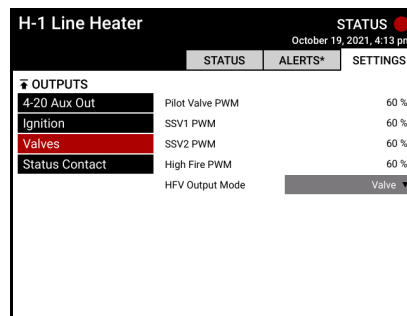 H-1 Line Heater
STATUS
October 19, 2021, 4:13 pm
STATUS
ALERTS*
SETTINGS
OUTPUTS
4-20 Aux Out
Ignition
Valves
Status Contact
Pilot Valve PWM 60 %
SSV1 PWM 60 %
SSV2 PWM 60 %
High Fire PWM 60 %
HFV Output Mode Valve